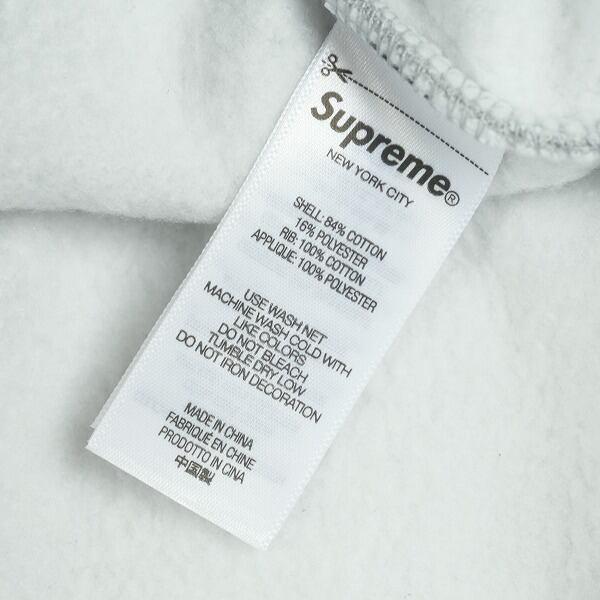 Supreme®
NEW YORK CITY
SHELL: 84% COTTON
16% POLYESTER
RIB: 100% COTTON
APPLIQUE: 100% POLYESTER
USE WASH NET
MACHINE WASH COLD WITH
LIKE COLORS
DO NOT BLEACH
TUMBLE DRY LOW
DO NOT IRON DECORATION
MADE IN CHINA
FABRIQUÉ EN CHINE
PRODOTTO IN CINA
中国製